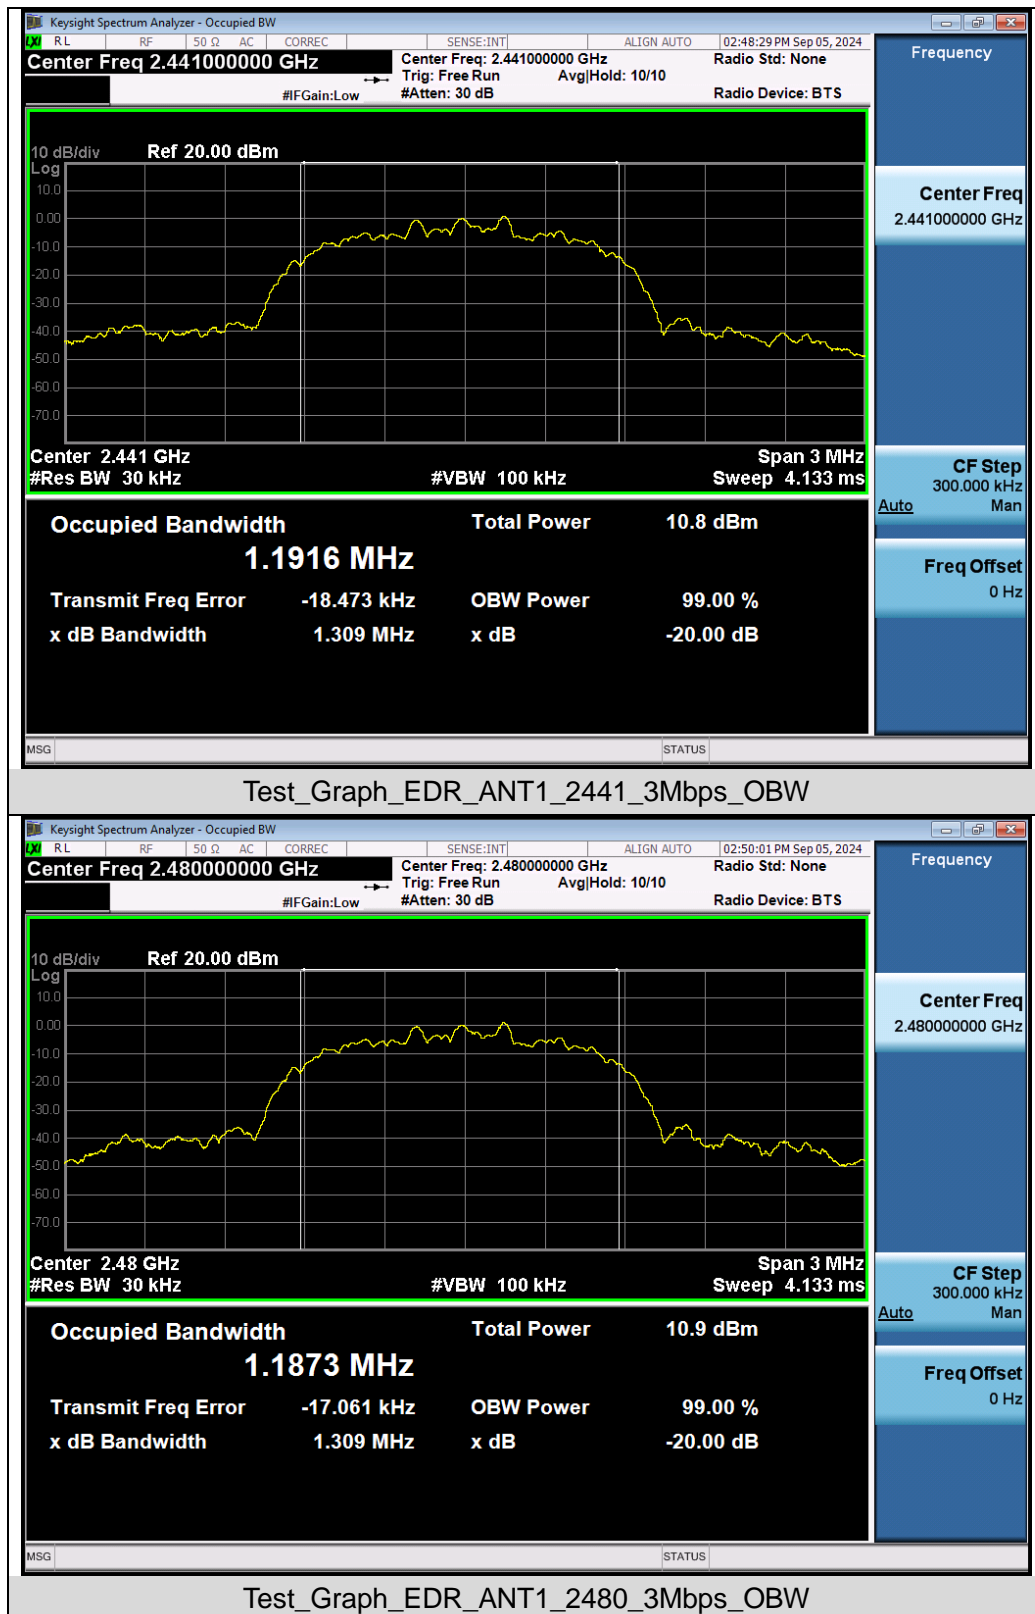 Keysight Spectrum Analyzer - Occupied BW
LXI RL RF 50 Ω AC CORREC SENSE:INT ALIGN AUTO 02:48:29 PM Sep 05, 2024
Center Freq 2.441000000 GHz
Center Freq: 2.441000000 GHz
Radio Std: None
Trig: Free Run Avg|Hold: 10/10
#IFGain:Low #Atten: 30 dB Radio Device: BTS
10 dB/div Ref 20.00 dBm
Log
10.0
0.00
-10.0
-20.0
-30.0
-40.0
-50.0
-60.0
-70.0
Center 2.441 GHz Span 3 MHz
#Res BW 30 kHz #VBW 100 kHz Sweep 4.133 ms
Occupied Bandwidth Total Power 10.8 dBm
1.1916 MHz
Transmit Freq Error -18.473 kHz OBW Power 99.00 %
x dB Bandwidth 1.309 MHz x dB -20.00 dB
MSG STATUS
Frequency
Center Freq
2.441000000 GHz
CF Step
300.000 kHz
Auto Man
Freq Offset
0 Hz
Test_Graph_EDR_ANT1_2441_3Mbps_OBW
Keysight Spectrum Analyzer - Occupied BW
LXI RL RF 50 Ω AC CORREC SENSE:INT ALIGN AUTO 02:50:01 PM Sep 05, 2024
Center Freq 2.480000000 GHz
Center Freq: 2.480000000 GHz
Radio Std: None
Trig: Free Run Avg|Hold: 10/10
#IFGain:Low #Atten: 30 dB Radio Device: BTS
10 dB/div Ref 20.00 dBm
Log
10.0
0.00
-10.0
-20.0
-30.0
-40.0
-50.0
-60.0
-70.0
Center 2.48 GHz Span 3 MHz
#Res BW 30 kHz #VBW 100 kHz Sweep 4.133 ms
Occupied Bandwidth Total Power 10.9 dBm
1.1873 MHz
Transmit Freq Error -17.061 kHz OBW Power 99.00 %
x dB Bandwidth 1.309 MHz x dB -20.00 dB
MSG STATUS
Frequency
Center Freq
2.480000000 GHz
CF Step
300.000 kHz
Auto Man
Freq Offset
0 Hz
Test_Graph_EDR_ANT1_2480_3Mbps_OBW